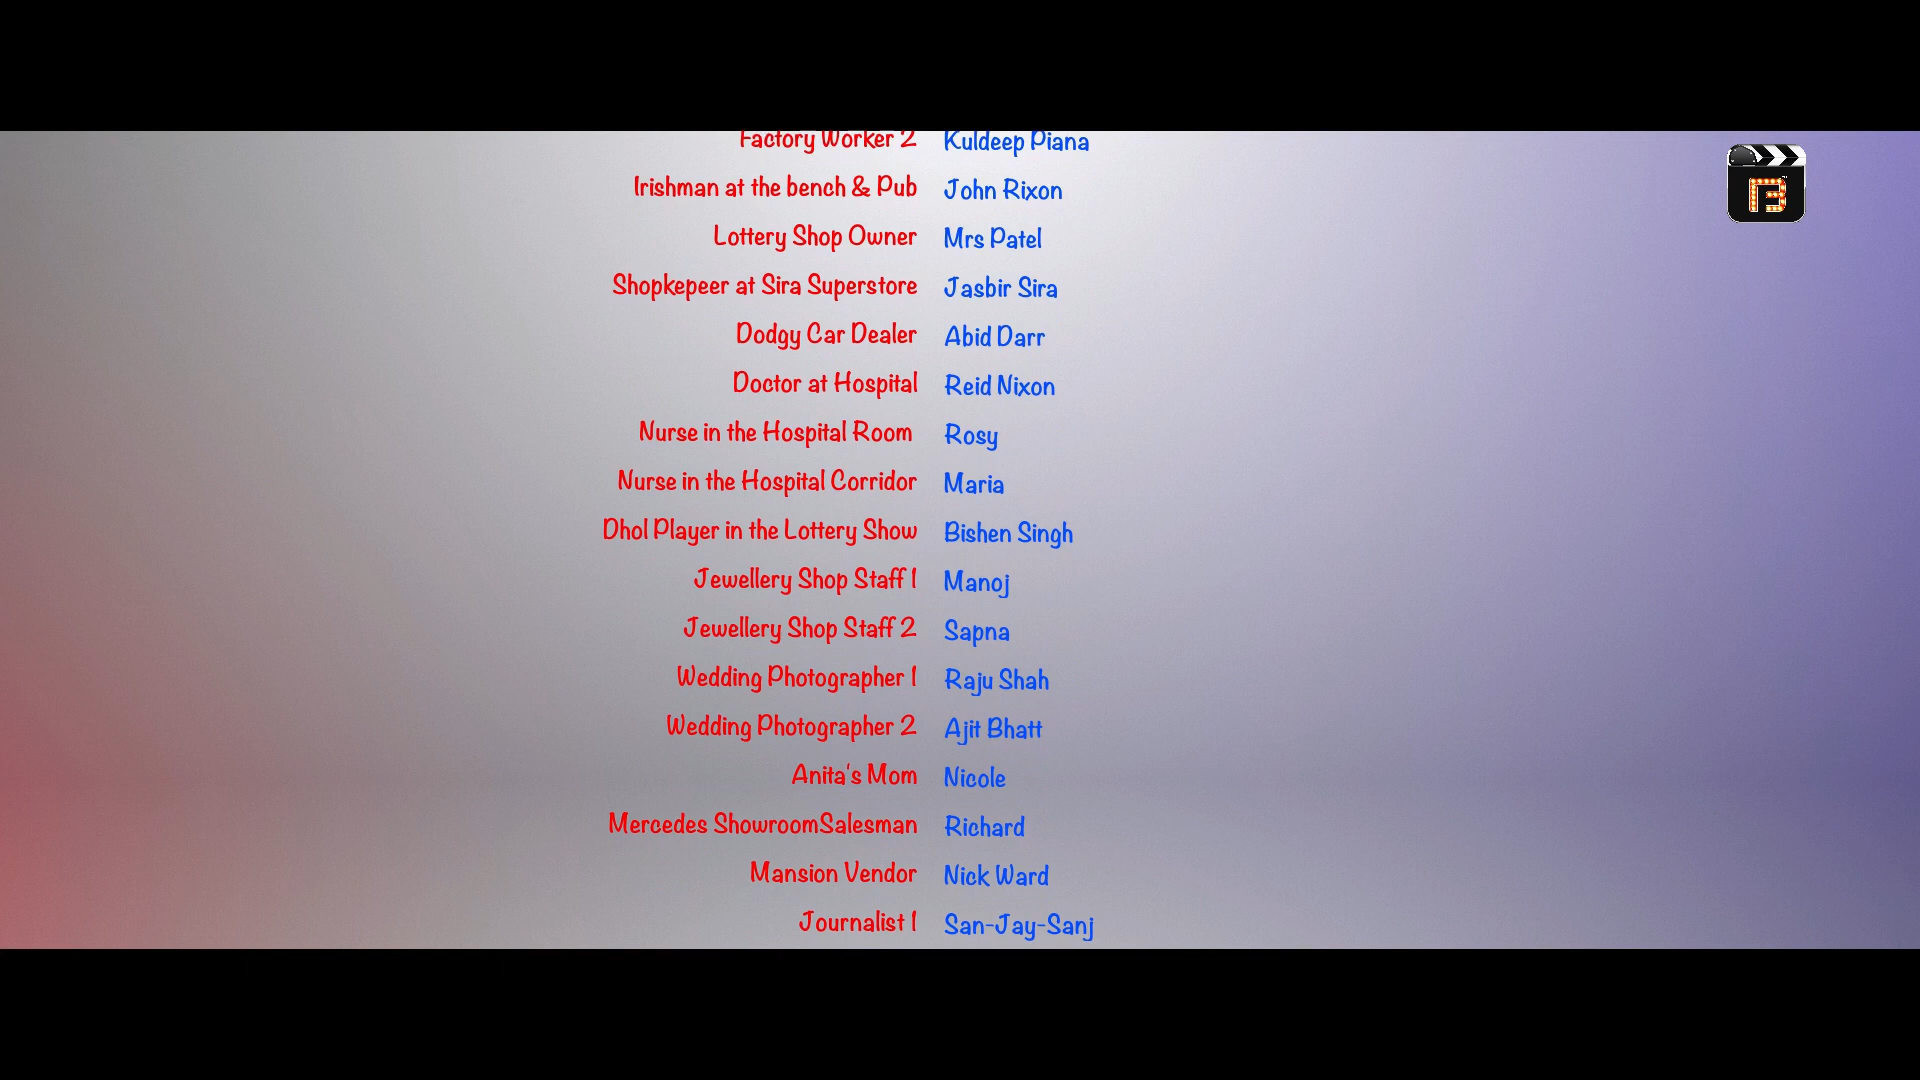 Factory Worker 2 Kuldeep Piana
Irishman at the bench & Pub John Rixon
Lottery Shop Owner Mrs Patel
Shopkepeer at Sira Superstore Jasbir Sira
Dodgy Car Dealer Abid Darr
Doctor at Hospital Reid Nixon
Nurse in the Hospital Room Rosy
Nurse in the Hospital Corridor Maria
Dhol Player in the Lottery Show Bishen Singh
Jewellery Shop Staff 1 Manoj
Jewellery Shop Staff 2 Sapna
Wedding Photographer 1 Raju Shah
Wedding Photographer 2 Ajit Bhatt
Anita's Mom Nicole
Mercedes ShowroomSalesman Richard
Mansion Vendor Nick Ward
Journalist 1 San-Jay-Sanj